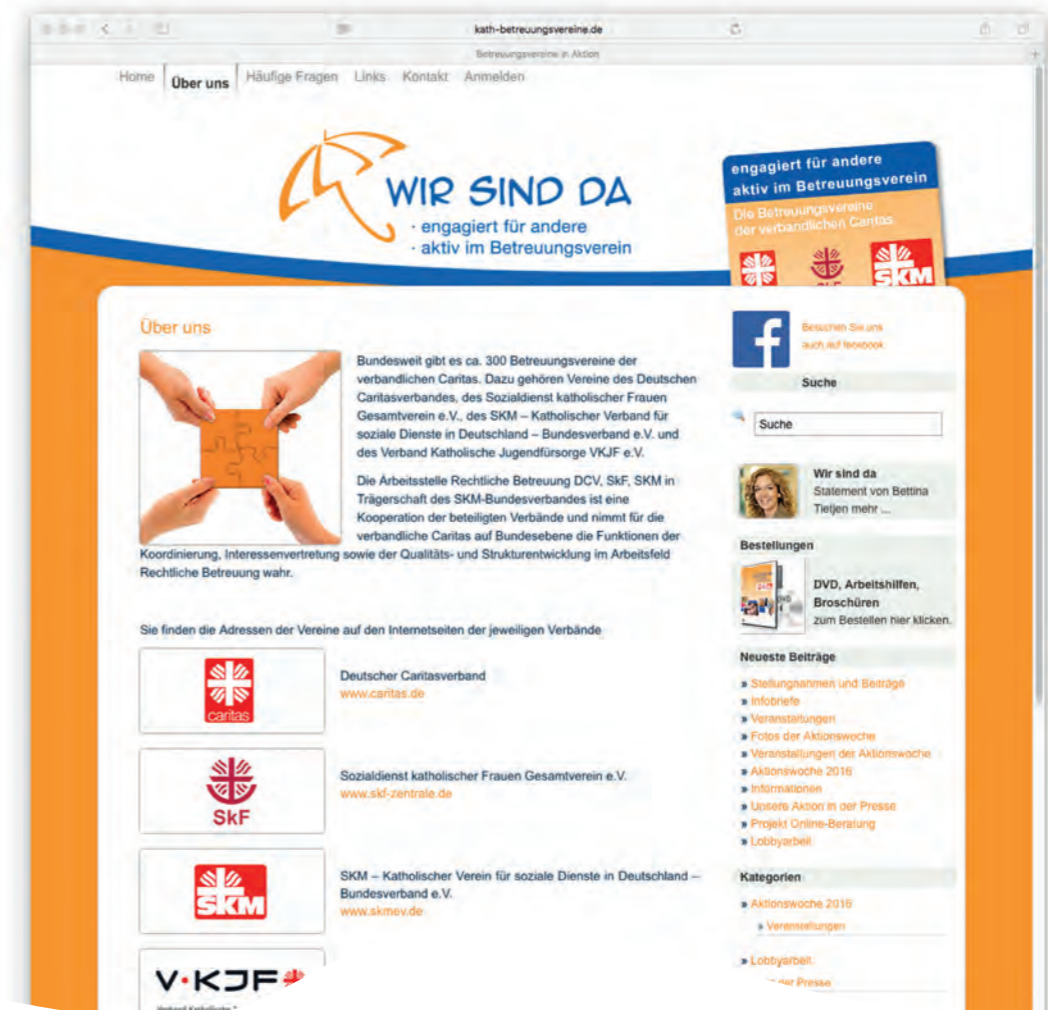 kath-betreuungsvereine.de
Betreuungsvereine in Aktion
Home Über uns Häufige Fragen Links Kontakt Anmelden
WIR SIND DA
· engagiert für andere
· aktiv im Betreuungsverein
engagiert für andere
aktiv im Betreuungsverein
Die Betreuungsvereine
der verbandlichen Caritas
SKM
Über uns
Bundesweit gibt es ca. 300 Betreuungsvereine der
verbandlichen Caritas. Dazu gehören Vereine des Deutschen
Caritasverbandes, des Sozialdienst katholischer Frauen
Gesamtverein e.V., des SKM – Katholischer Verband für
soziale Dienste in Deutschland – Bundesverband e.V. und
des Verband Katholische Jugendfürsorge VKJF e.V.
Die Arbeitsstelle Rechtliche Betreuung DCV, SkF, SKM in
Trägerschaft des SKM-Bundesverbandes ist eine
Kooperation der beteiligten Verbände und nimmt für die
verbandliche Caritas auf Bundesebene die Funktionen der
Koordinierung, Interessenvertretung sowie der Qualitäts- und Strukturentwicklung im Arbeitsfeld
Rechtliche Betreuung wahr.
Sie finden die Adressen der Vereine auf den Internetseiten der jeweiligen Verbände
caritas
Deutscher Caritasverband
www.caritas.de
SkF
Sozialdienst katholischer Frauen Gesamtverein e.V.
www.skf-zentrale.de
SKM
SKM – Katholischer Verein für soziale Dienste in Deutschland –
Bundesverband e.V.
www.skmev.de
V·KJF
Verband Katholische
Besuchen Sie uns
auch auf facebook
Suche
Suche
Wir sind da
Statement von Bettina
Tietjen mehr ...
Bestellungen
DVD
DVD, Arbeitshilfen,
Broschüren
zum Bestellen hier klicken.
Neueste Beiträge
» Stellungnahmen und Beiträge
» Infobriefe
» Veranstaltungen
» Fotos der Aktionswoche
» Veranstaltungen der Aktionswoche
» Aktionswoche 2016
» Informationen
» Unsere Aktion in der Presse
» Projekt Online-Beratung
» Lobbyarbeit
Kategorien
» Aktionswoche 2016
» Veranstaltungen
» Lobbyarbeit
der Presse